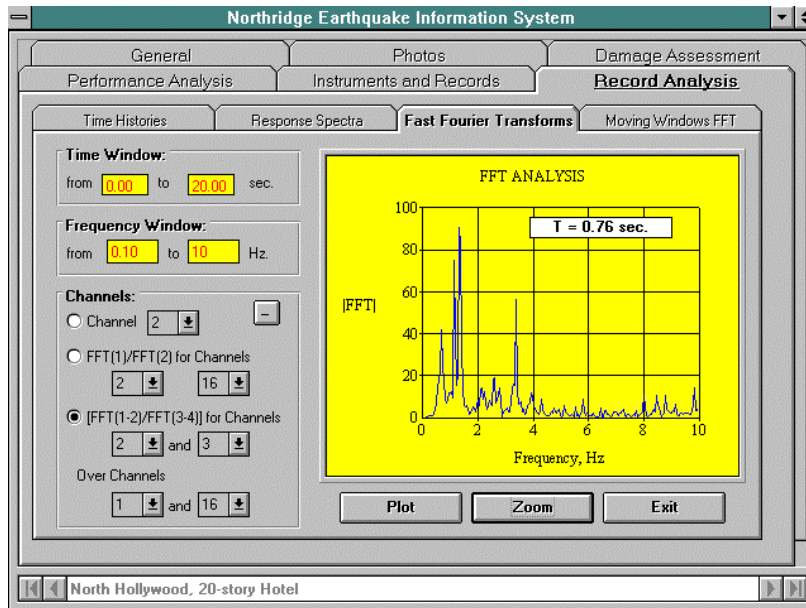 Northridge Earthquake Information System
General Photos Damage Assessment
Performance Analysis Instruments and Records Record Analysis
Time Histories Response Spectra Fast Fourier Transforms Moving Windows FFT
Time Window:
from 0.00 to 20.00 sec.
Frequency Window:
from 0.10 to 10 Hz.
Channels:
Channel 2
–
FFT(1)/FFT(2) for Channels
2 16
[FFT(1-2)/FFT(3-4)] for Channels
2 and 3
Over Channels
1 and 16
FFT ANALYSIS
T = 0.76 sec.
100
80
60
40
20
0
|FFT|
0 2 4 6 8 10
Frequency, Hz
Plot Zoom Exit
North Hollywood, 20-story Hotel